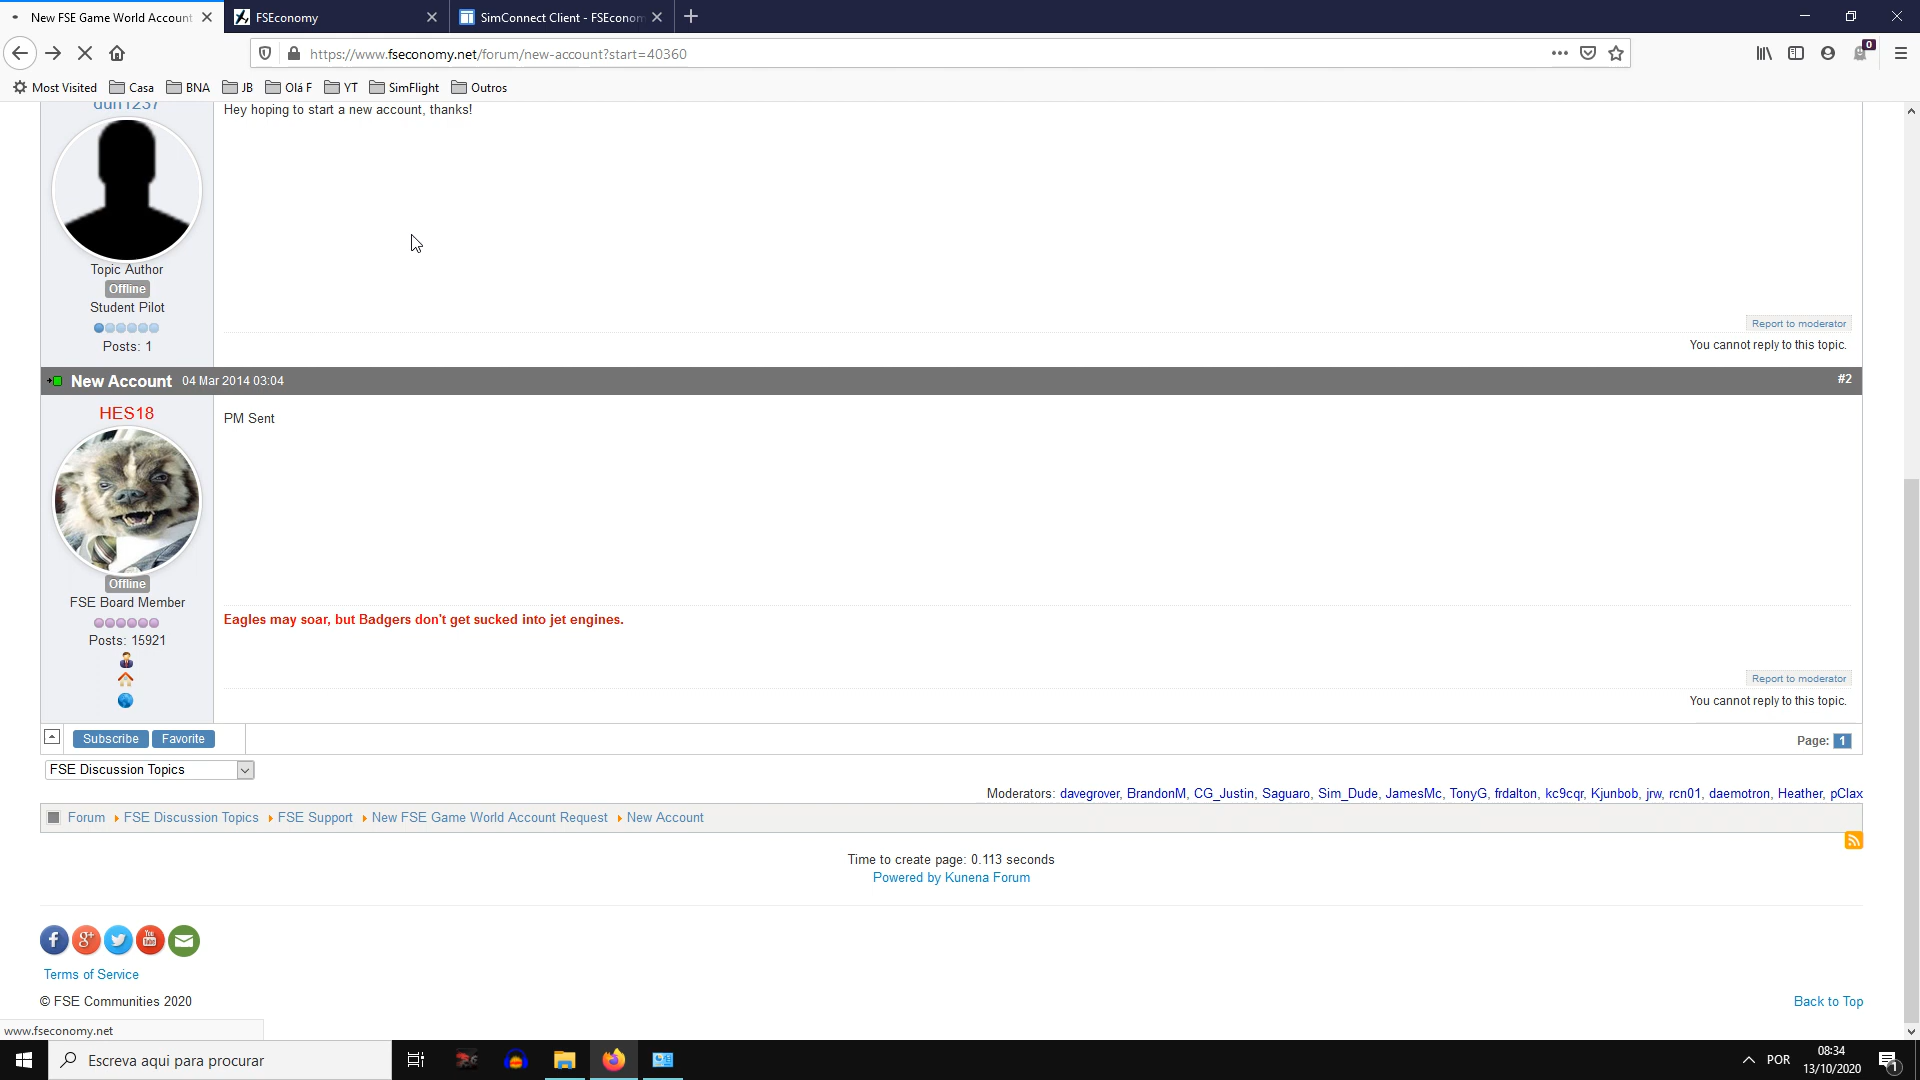 New FSE Game World Account
FSEconomy
SimConnect Client - FSEconom
https://www.fseconomy.net/forum/new-account?start=40360
0
Most Visited
Casa
BNA
JB
Olá F
YT
SimFlight
Outros
Hey hoping to start a new account, thanks!
Topic Author
Offline
Student Pilot
Posts: 1
Report to moderator
You cannot reply to this topic.
New Account 04 Mar 2014 03:04 #2
HES18
PM Sent
Offline
FSE Board Member
Posts: 15921
Eagles may soar, but Badgers don't get sucked into jet engines.
Report to moderator
You cannot reply to this topic.
Subscribe Favorite
Page: 1
FSE Discussion Topics
Moderators: davegrover, BrandonM, CG_Justin, Saguaro, Sim_Dude, JamesMc, TonyG, frdalton, kc9cqr, Kjunbob, jrw, rcn01, daemotron, Heather, pClax
Forum FSE Discussion Topics FSE Support New FSE Game World Account Request New Account
Time to create page: 0.113 seconds
Powered by Kunena Forum
Terms of Service
© FSE Communities 2020
Back to Top
www.fseconomy.net
Escreva aqui para procurar
POR
08:34
13/10/2020
1